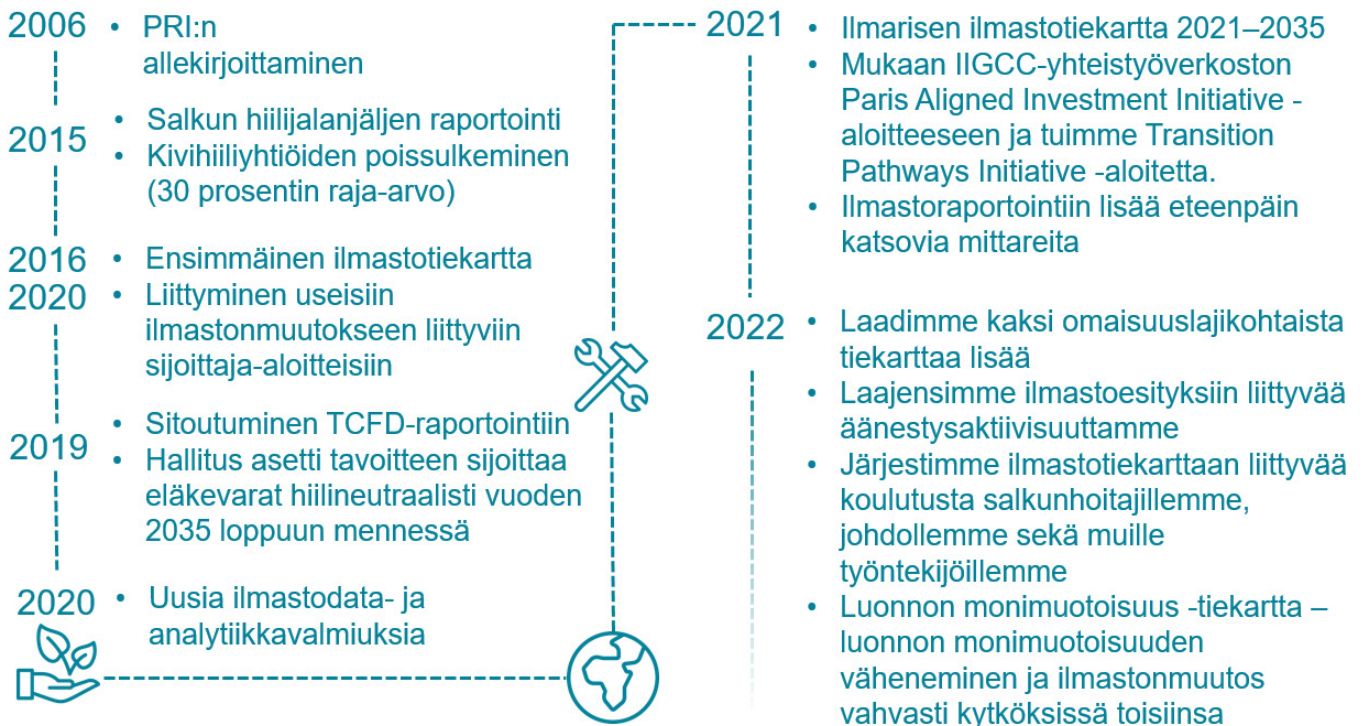 2006
• PRI:n
allekirjoittaminen
2015
• Salkun hiilijalanjäljen raportointi
• Kivihiiliyhtiöiden poissulkeminen
(30 prosentin raja-arvo)
2016
• Ensimmäinen ilmastotiekartta
2020
• Liittyminen useisiin
ilmastonmuutokseen liittyviin
sijoittaja-aloitteisiin
2019
• Sitoutuminen TCFD-raportointiin
• Hallitus asetti tavoitteen sijoittaa
eläkevarat hiilineutraalisti vuoden
2035 loppuun mennessä
2020
• Uusia ilmastodata- ja
analytiikkavalmiuksia
2021
• Ilmarisen ilmastotiekartta 2021–2035
• Mukaan IIGCC-yhteistyöverkoston
Paris Aligned Investment Initiative -
aloitteeseen ja tuimme Transition
Pathways Initiative -aloitetta.
• Ilmastoraportointiin lisää eteenpäin
katsovia mittareita
2022
• Laadimme kaksi omaisuuslajikohtaista
tiekarttaa lisää
• Laajensimme ilmastoesityksiin liittyvää
äänestysaktiivisuuttamme
• Järjestimme ilmastotiekarttaan liittyvää
koulutusta salkunhoitajillemme,
johdollemme sekä muille
työntekijöillemme
• Luonnon monimuotoisuus -tiekartta –
luonnon monimuotoisuuden
väheneminen ja ilmastonmuutos
vahvasti kytköksissä toisiinsa